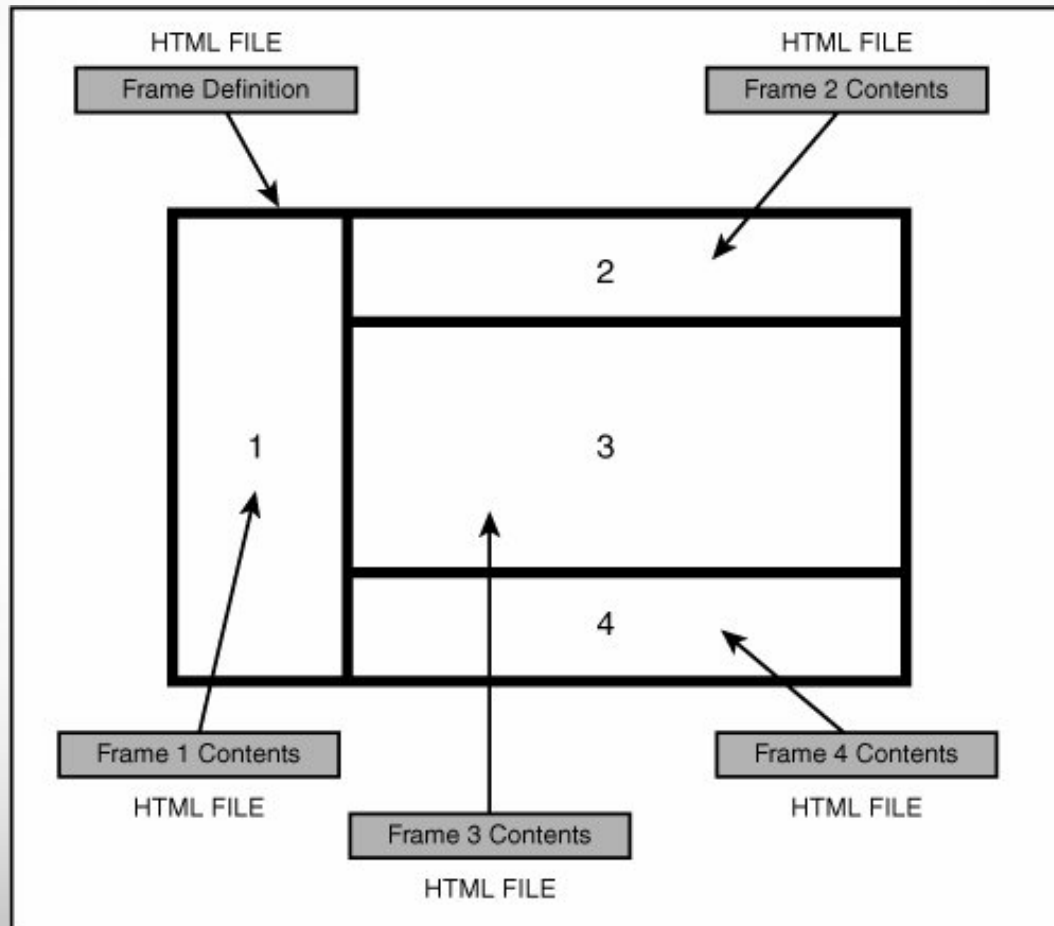 HTML FILE
Frame Definition
HTML FILE
Frame 2 Contents
2
1
3
4
Frame 1 Contents
HTML FILE
Frame 3 Contents
HTML FILE
Frame 4 Contents
HTML FILE